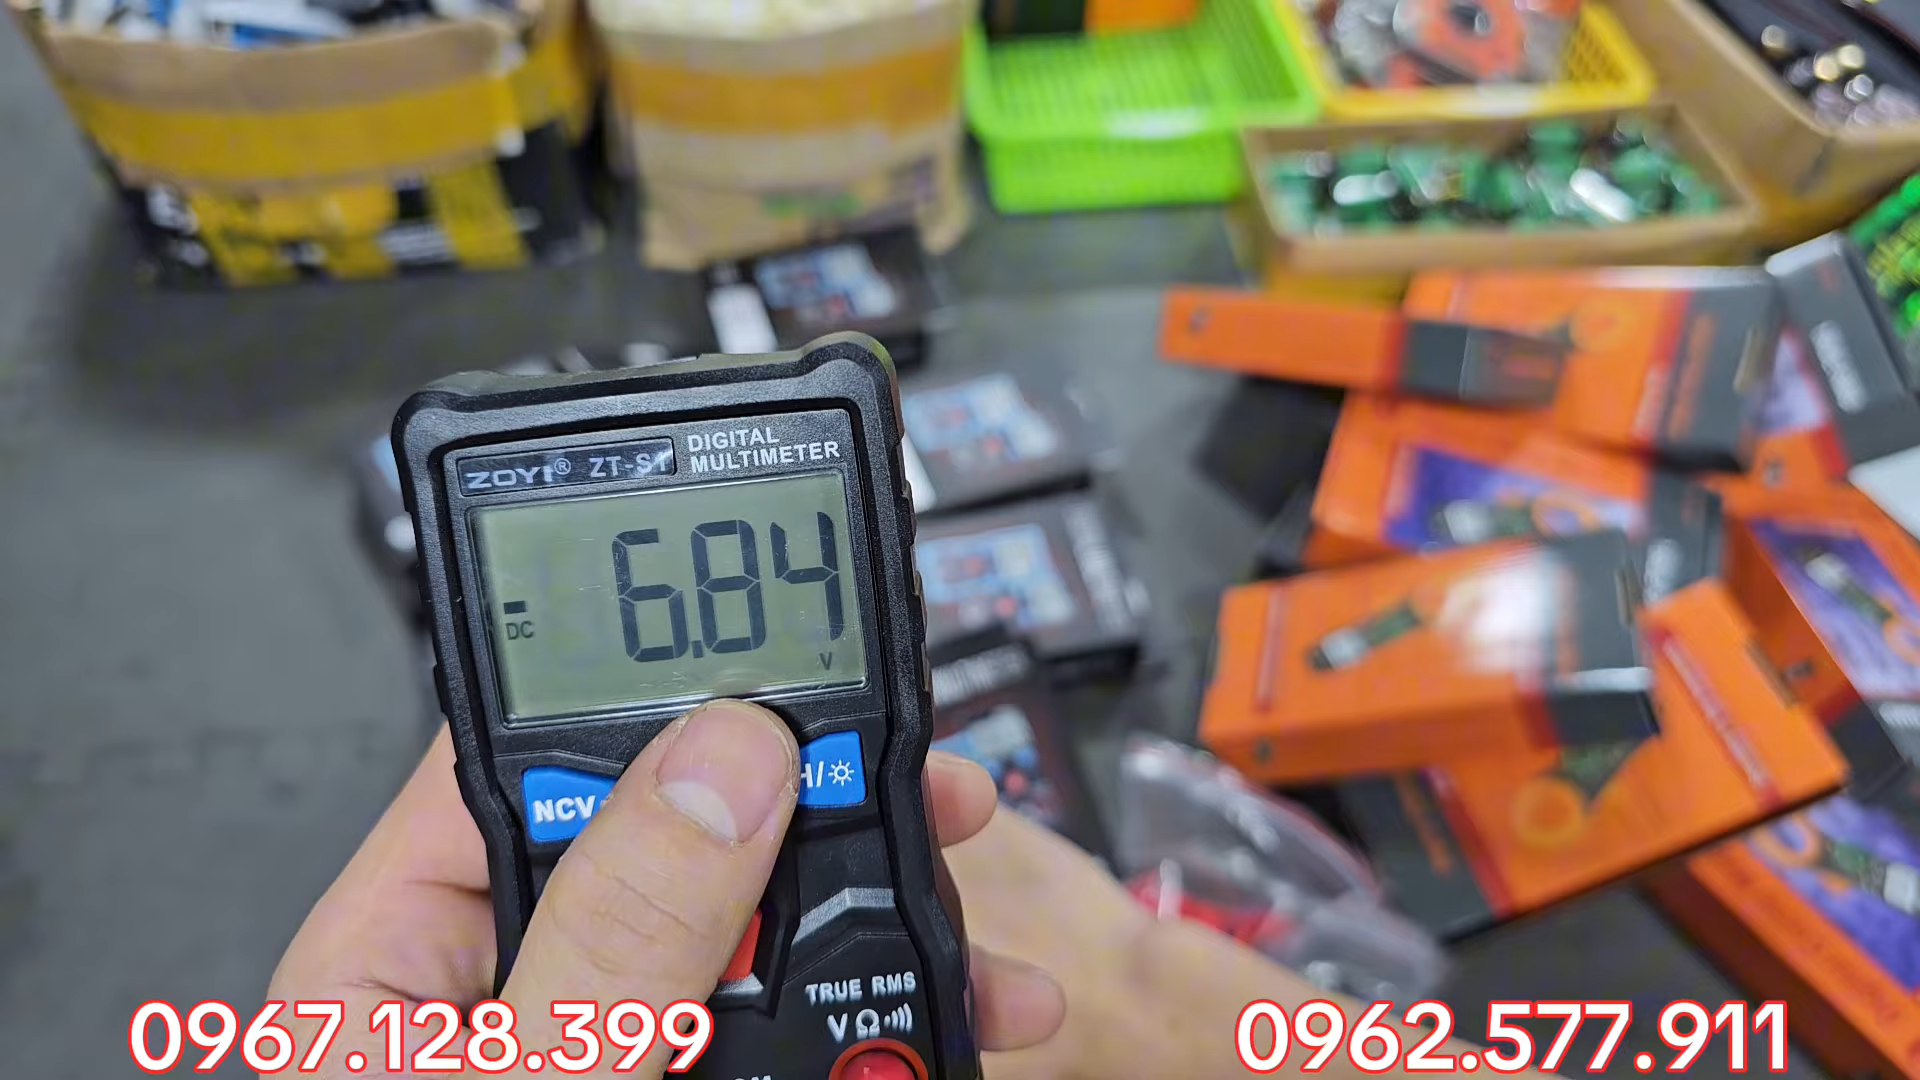 ZOYI® ZT-S1
DIGITAL
MULTIMETER
6.84
DC
V
NCV
H/
TRUE RMS
VΩ
0967.128.399
0962.577.911